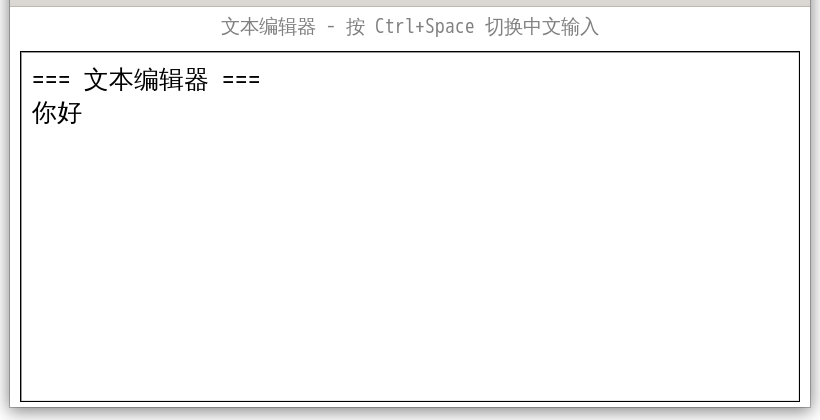 文本编辑器 - 按 Ctrl+Space 切换中文输入
=== 文本编辑器 ===
你好